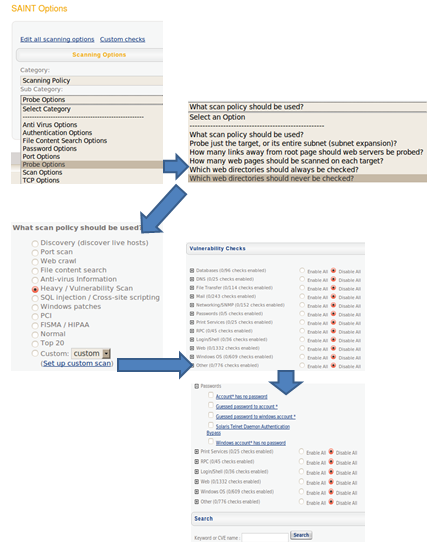 SAINT Options
Edit all scanning options Custom checks
Scanning Options
Category:
Scanning Policy
Sub Category:
Probe Options
Select Category
Anti Virus Options
Authentication Options
File Content Search Options
Password Options
Port Options
Probe Options
Scan Options
TCP Options
What scan policy should be used?
Select an Option
What scan policy should be used?
Probe just the target, or its entire subnet (subnet expansion)?
How many links away from root page should web servers be probed?
How many web pages should be scanned on each target?
Which web directories should always be checked?
Which web directories should never be checked?
What scan policy should be used?
Discovery (discover live hosts)
Port scan
Web crawl
File content search
Anti-virus information
Heavy / Vulnerability Scan
SQL injection / Cross-site scripting
Windows patches
PCI
FISMA / HIPAA
Normal
Top 20
Custom: custom
(Set up custom scan)
Vulnerability Checks
Databases (0/96 checks enabled) Enable All Disable All
DNS (0/25 checks enabled) Enable All Disable All
File Transfer (0/114 checks enabled) Enable All Disable All
Mail (0/243 checks enabled) Enable All Disable All
Networking/SNMP (0/152 checks enabled) Enable All Disable All
Passwords (0/5 checks enabled) Enable All Disable All
Print Services (0/25 checks enabled) Enable All Disable All
RPC (0/45 checks enabled) Enable All Disable All
Login/Shell (0/36 checks enabled) Enable All Disable All
Web (0/1332 checks enabled) Enable All Disable All
Windows OS (0/609 checks enabled) Enable All Disable All
Other (0/776 checks enabled) Enable All Disable All
Passwords
Account* has no password
Guessed password to account *
Guessed password to windows account *
Solaris Telnet Daemon Authentication
Bypass
Windows account* has no password
Print Services (0/25 checks enabled) Enable All Disable All
RPC (0/45 checks enabled) Enable All Disable All
Login/Shell (0/36 checks enabled) Enable All Disable All
Web (0/1332 checks enabled) Enable All Disable All
Windows OS (0/609 checks enabled) Enable All Disable All
Other (0/776 checks enabled) Enable All Disable All
Search
Keyword or CVE name: Search